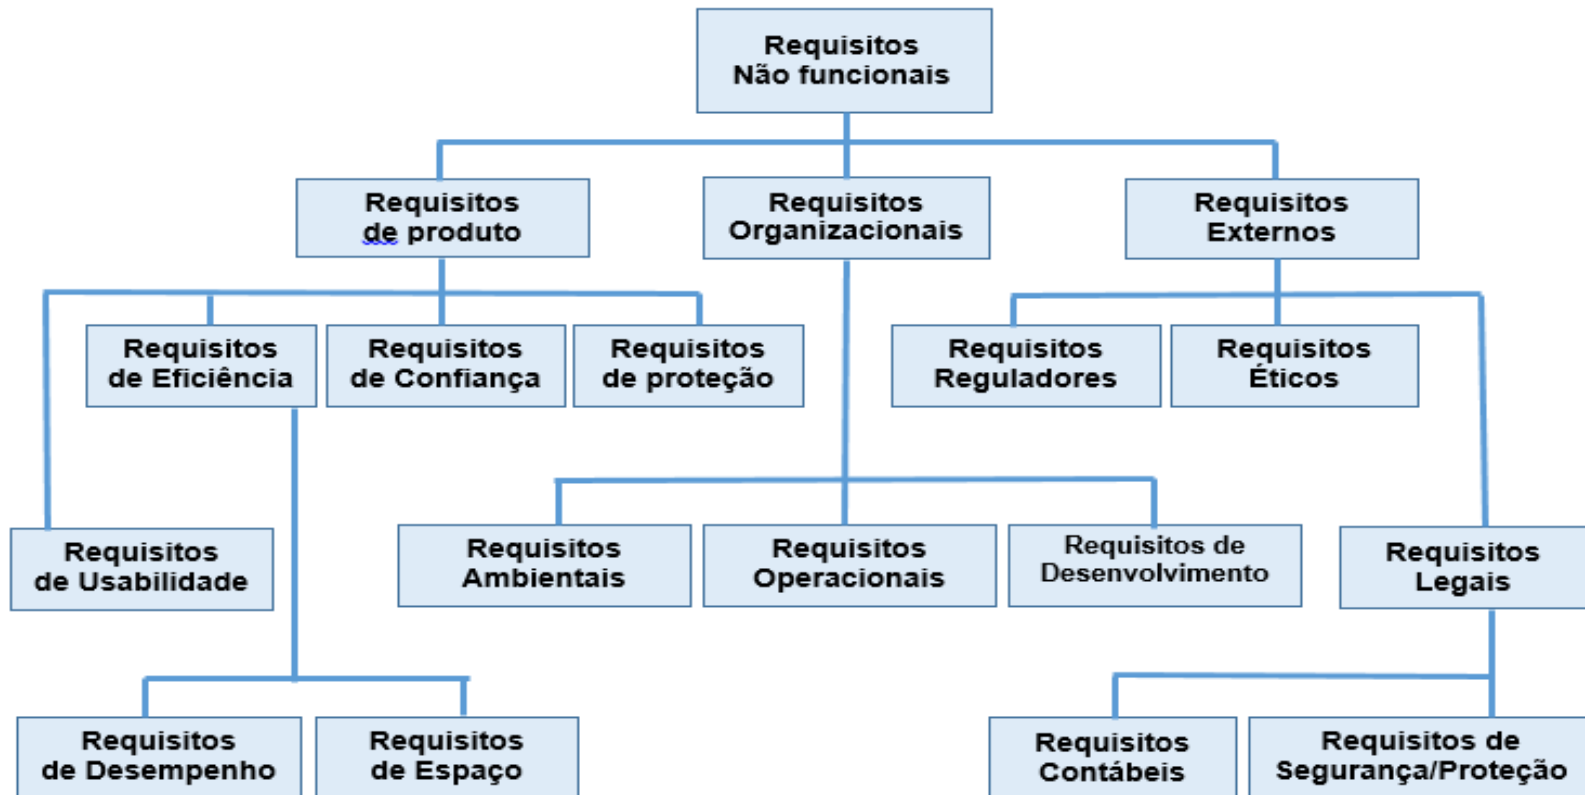 Requisitos
Não funcionais
Requisitos
de produto
Requisitos
Organizacionais
Requisitos
Externos
Requisitos
de Eficiência
Requisitos
de Confiança
Requisitos
de proteção
Requisitos
Reguladores
Requisitos
Éticos
Requisitos
de Usabilidade
Requisitos
Ambientais
Requisitos
Operacionais
Requisitos de
Desenvolvimento
Requisitos
Legais
Requisitos
de Desempenho
Requisitos
de Espaço
Requisitos
Contábeis
Requisitos de
Segurança/Proteção